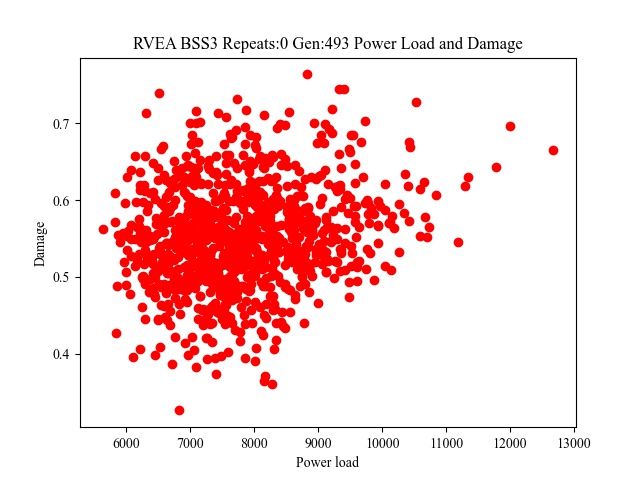 RVEA BSS3 Repeats:0 Gen:493 Power Load and Damage
Damage
0.7
0.6
0.5
0.4
6000 7000 8000 9000 10000 11000 12000 13000
Power load